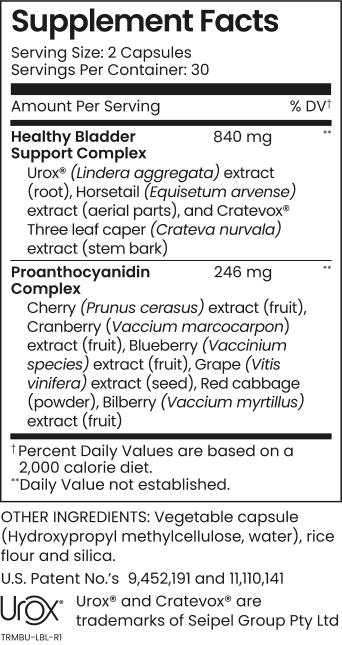 Supplement Facts
Serving Size: 2 Capsules
Servings Per Container: 30
Amount Per Serving % DV†
Healthy Bladder 840 mg **
Support Complex
Urox® (Lindera aggregata) extract
(root), Horsetail (Equisetum arvense)
extract (aerial parts), and Cratevox®
Three leaf caper (Crateva nurvala)
extract (stem bark)
Proanthocyanidin 246 mg **
Complex
Cherry (Prunus cerasus) extract (fruit),
Cranberry (Vaccium marcocarpon)
extract (fruit), Blueberry (Vaccinium
species) extract (fruit), Grape (Vitis
vinifera) extract (seed), Red cabbage
(powder), Bilberry (Vaccium myrtillus)
extract (fruit)
† Percent Daily Values are based on a
2,000 calorie diet.
**Daily Value not established.
OTHER INGREDIENTS: Vegetable capsule
(Hydroxypropyl methylcellulose, water), rice
flour and silica.
U.S. Patent No.’s 9,452,191 and 11,110,141
UROX® Urox® and Cratevox® are
trademarks of Seipel Group Pty Ltd
TRMBU-LBL-R1